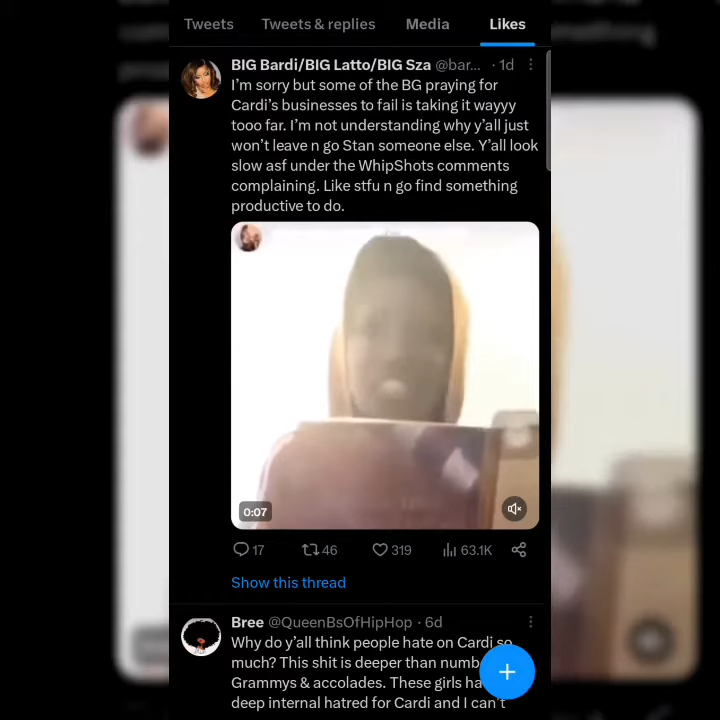 Tweets Tweets & replies Media Likes
BIG Bardi/BIG Latto/BIG Sza @bar... · 1d
I’m sorry but some of the BG praying for
Cardi’s businesses to fail is taking it wayyy
tooo far. I’m not understanding why y’all just
won’t leave n go Stan someone else. Y’all look
slow asf under the WhipShots comments
complaining. Like stfu n go find something
productive to do.
0:07
17 46 319 63.1K
Show this thread
Bree @QueenBsOfHipHop · 6d
Why do y’all think people hate on Cardi so
much? This shit is deeper than numb
Grammys & accolades. These girls ha
deep internal hatred for Cardi and I can’t